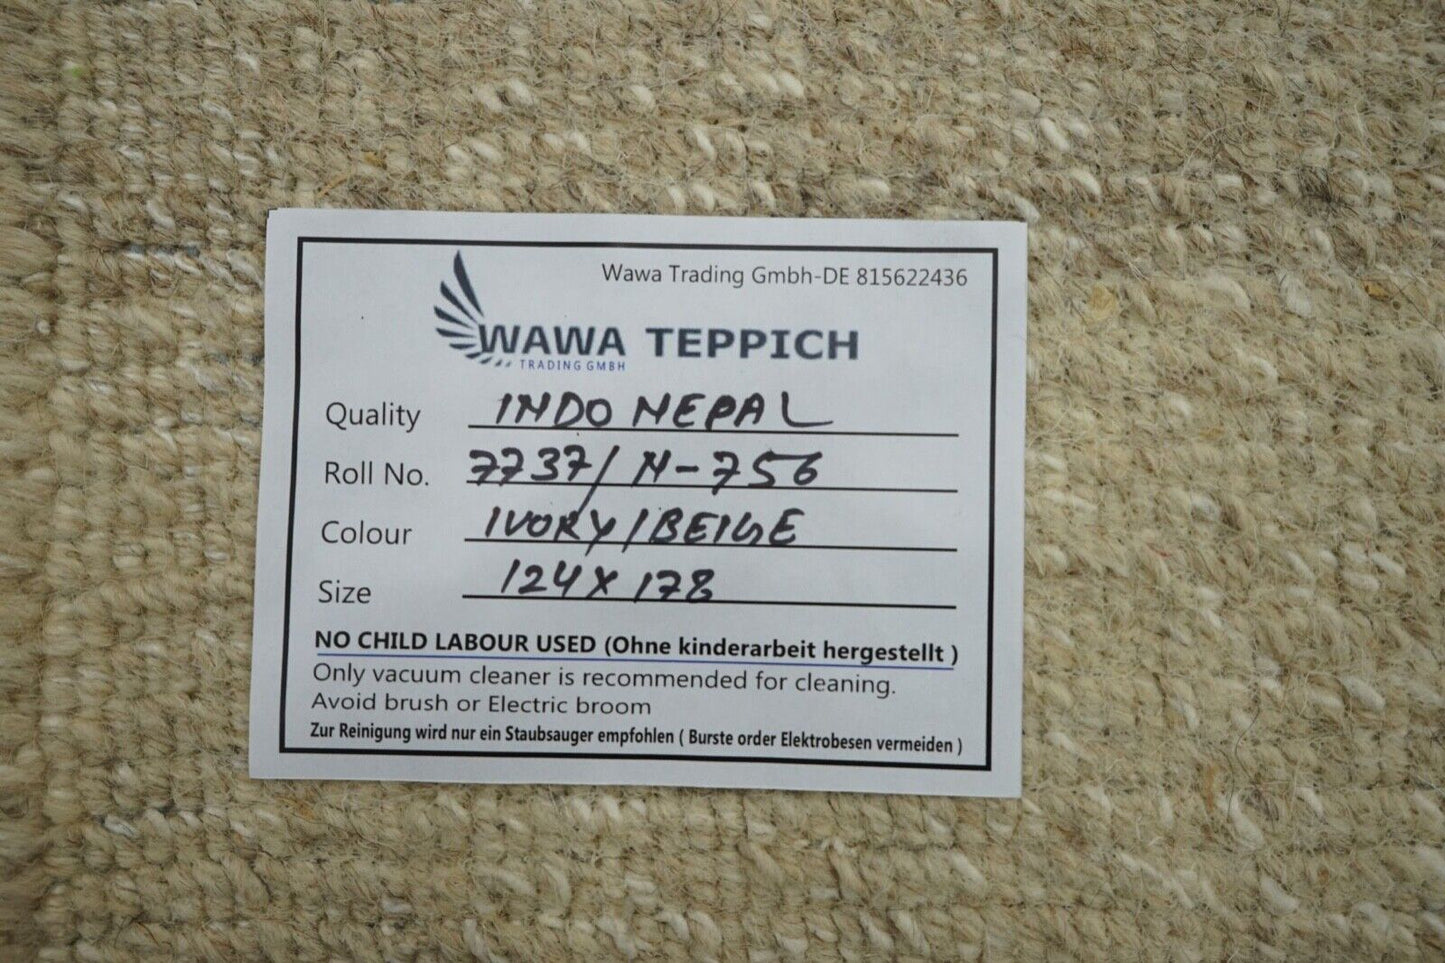 Wawa Trading Gmbh-DE 815622436
WAWA TEPPICH
TRADING GMBH
Quality INDO NEPAL
Roll No. 7737/N-756
Colour IVORY/BEIGE
Size 124X178
NO CHILD LABOUR USED (Ohne kinderarbeit hergestellt )
Only vacuum cleaner is recommended for cleaning.
Avoid brush or Electric broom
Zur Reinigung wird nur ein Staubsauger empfohlen ( Burste order Elektrobesen vermeiden )